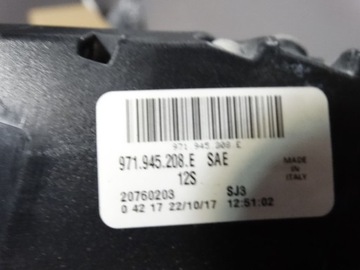 971 945 208 E
971.945.208.E SAE
12S
MADE
IN
ITALY
20760203 SJ3
0 42 17 22/10/17 12:51:02